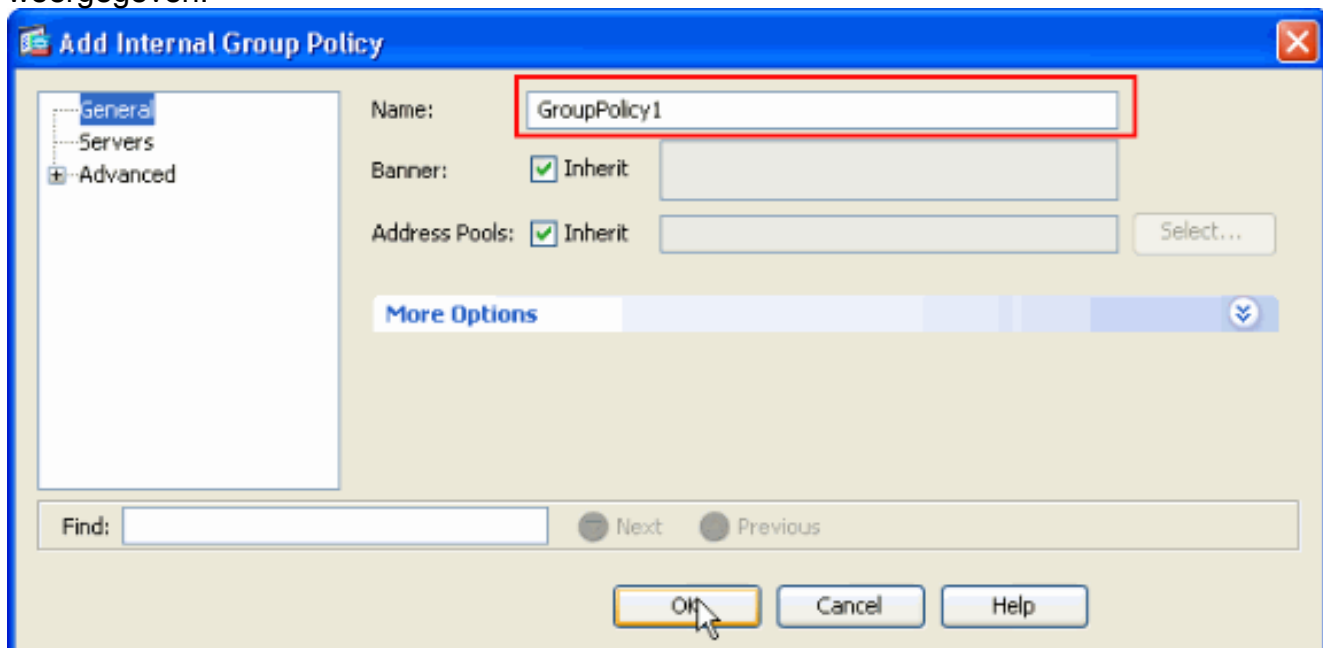 weergegeven.
Add Internal Group Policy
General
Servers
Advanced
Name: GroupPolicy1
Banner: Inherit
Address Pools: Inherit Select...
More Options
Find: Next Previous
OK Cancel Help